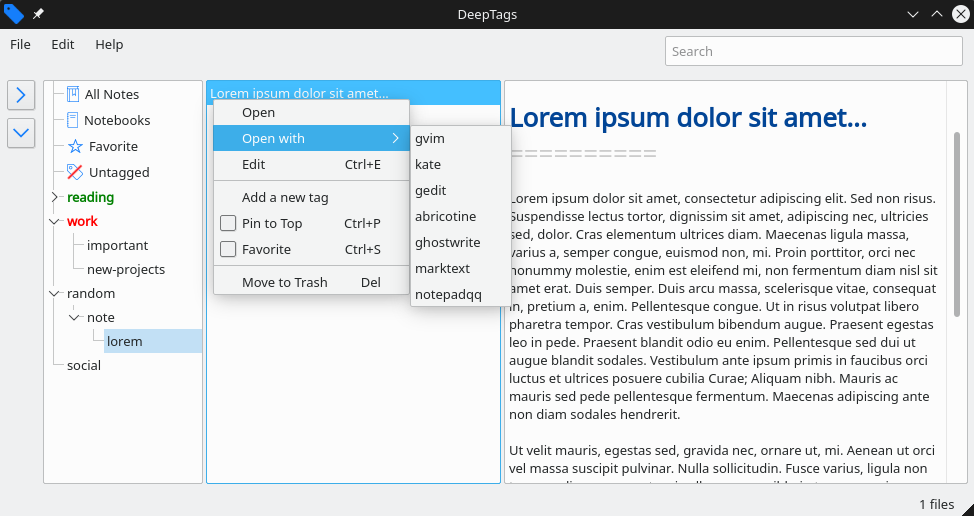 DeepTags
File Edit Help
Search
All Notes
Notebooks
Favorite
Untagged
reading
work
important
new-projects
random
note
lorem
social
Lorem ipsum dolor sit amet...
Open
Open with
Edit Ctrl+E
Add a new tag
Pin to Top Ctrl+P
Favorite Ctrl+S
Move to Trash Del
gvim
kate
gedit
abricotine
ghostwrite
marktext
notepadqq
Lorem ipsum dolor sit amet...
==========
Lorem ipsum dolor sit amet, consectetur adipiscing elit. Sed non risus.
Suspendisse lectus tortor, dignissim sit amet, adipiscing nec, ultricies
sed, dolor. Cras elementum ultrices diam. Maecenas ligula massa,
varius a, semper congue, euismod non, mi. Proin porttitor, orci nec
nonummy molestie, enim est eleifend mi, non fermentum diam nisl sit
amet erat. Duis semper. Duis arcu massa, scelerisque vitae, consequat
in, pretium a, enim. Pellentesque congue. Ut in risus volutpat libero
pharetra tempor. Cras vestibulum bibendum augue. Praesent egestas
leo in pede. Praesent blandit odio eu enim. Pellentesque sed dui ut
augue blandit sodales. Vestibulum ante ipsum primis in faucibus orci
luctus et ultrices posuere cubilia Curae; Aliquam nibh. Mauris ac
mauris sed pede pellentesque fermentum. Maecenas adipiscing ante
non diam sodales hendrerit.
Ut velit mauris, egestas sed, gravida nec, ornare ut, mi. Aenean ut orci
vel massa suscipit pulvinar. Nulla sollicitudin. Fusce varius, ligula non
1 files